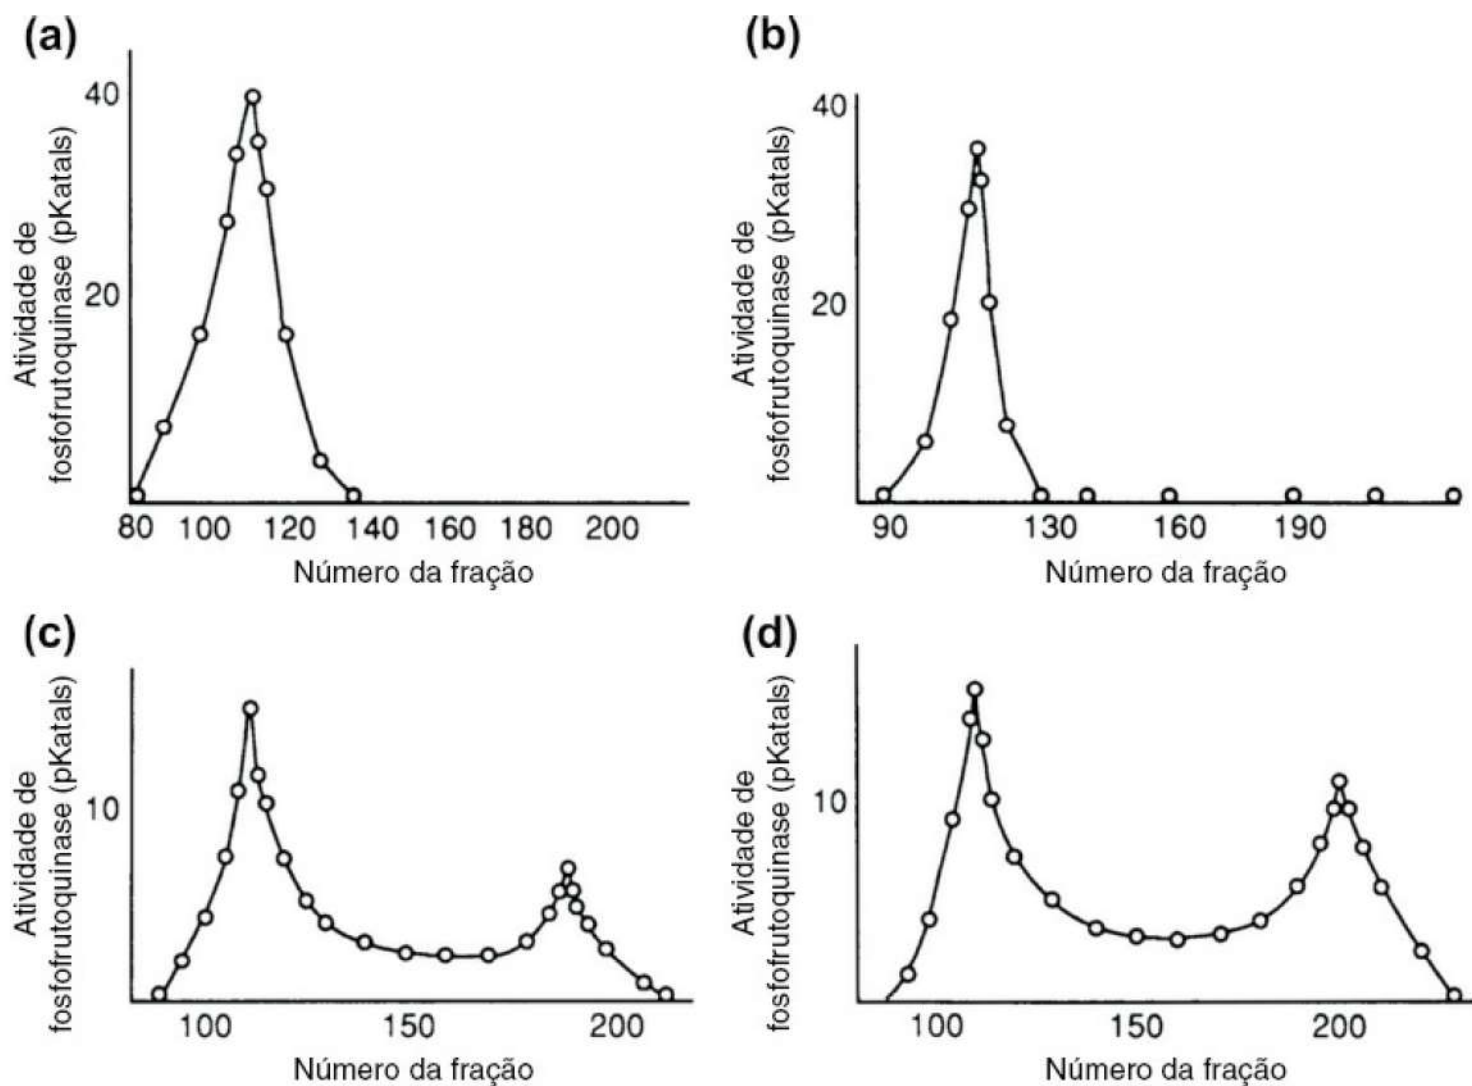 (a)
40
20
Atividade de
fosfofrutoquinase (pKatals)
80 100 120 140 160 180 200
Número da fração
(b)
40
20
Atividade de
fosfofrutoquinase (pKatals)
90 130 160 190
Número da fração
(c)
10
Atividade de
fosfofrutoquinase (pKatals)
100 150 200
Número da fração
(d)
10
Atividade de
fosfofrutoquinase (pKatals)
100 150 200
Número da fração